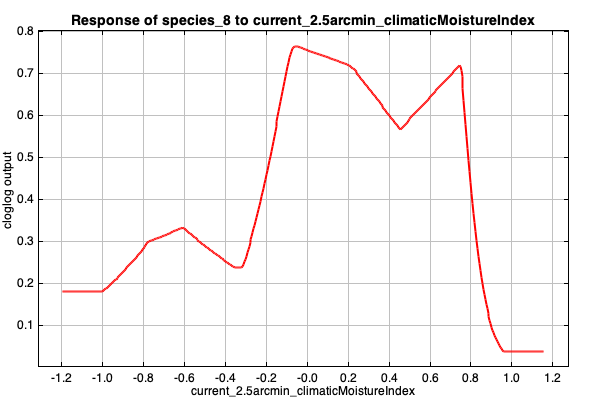 Response of species_8 to current_2.5arcmin_climaticMoistureIndex
0.8
0.7
0.6
0.5
0.4
0.3
0.2
0.1
cloglog output
-1.2 -1.0 -0.8 -0.6 -0.4 -0.2 -0.0 0.2 0.4 0.6 0.8 1.0 1.2
current_2.5arcmin_climaticMoistureIndex